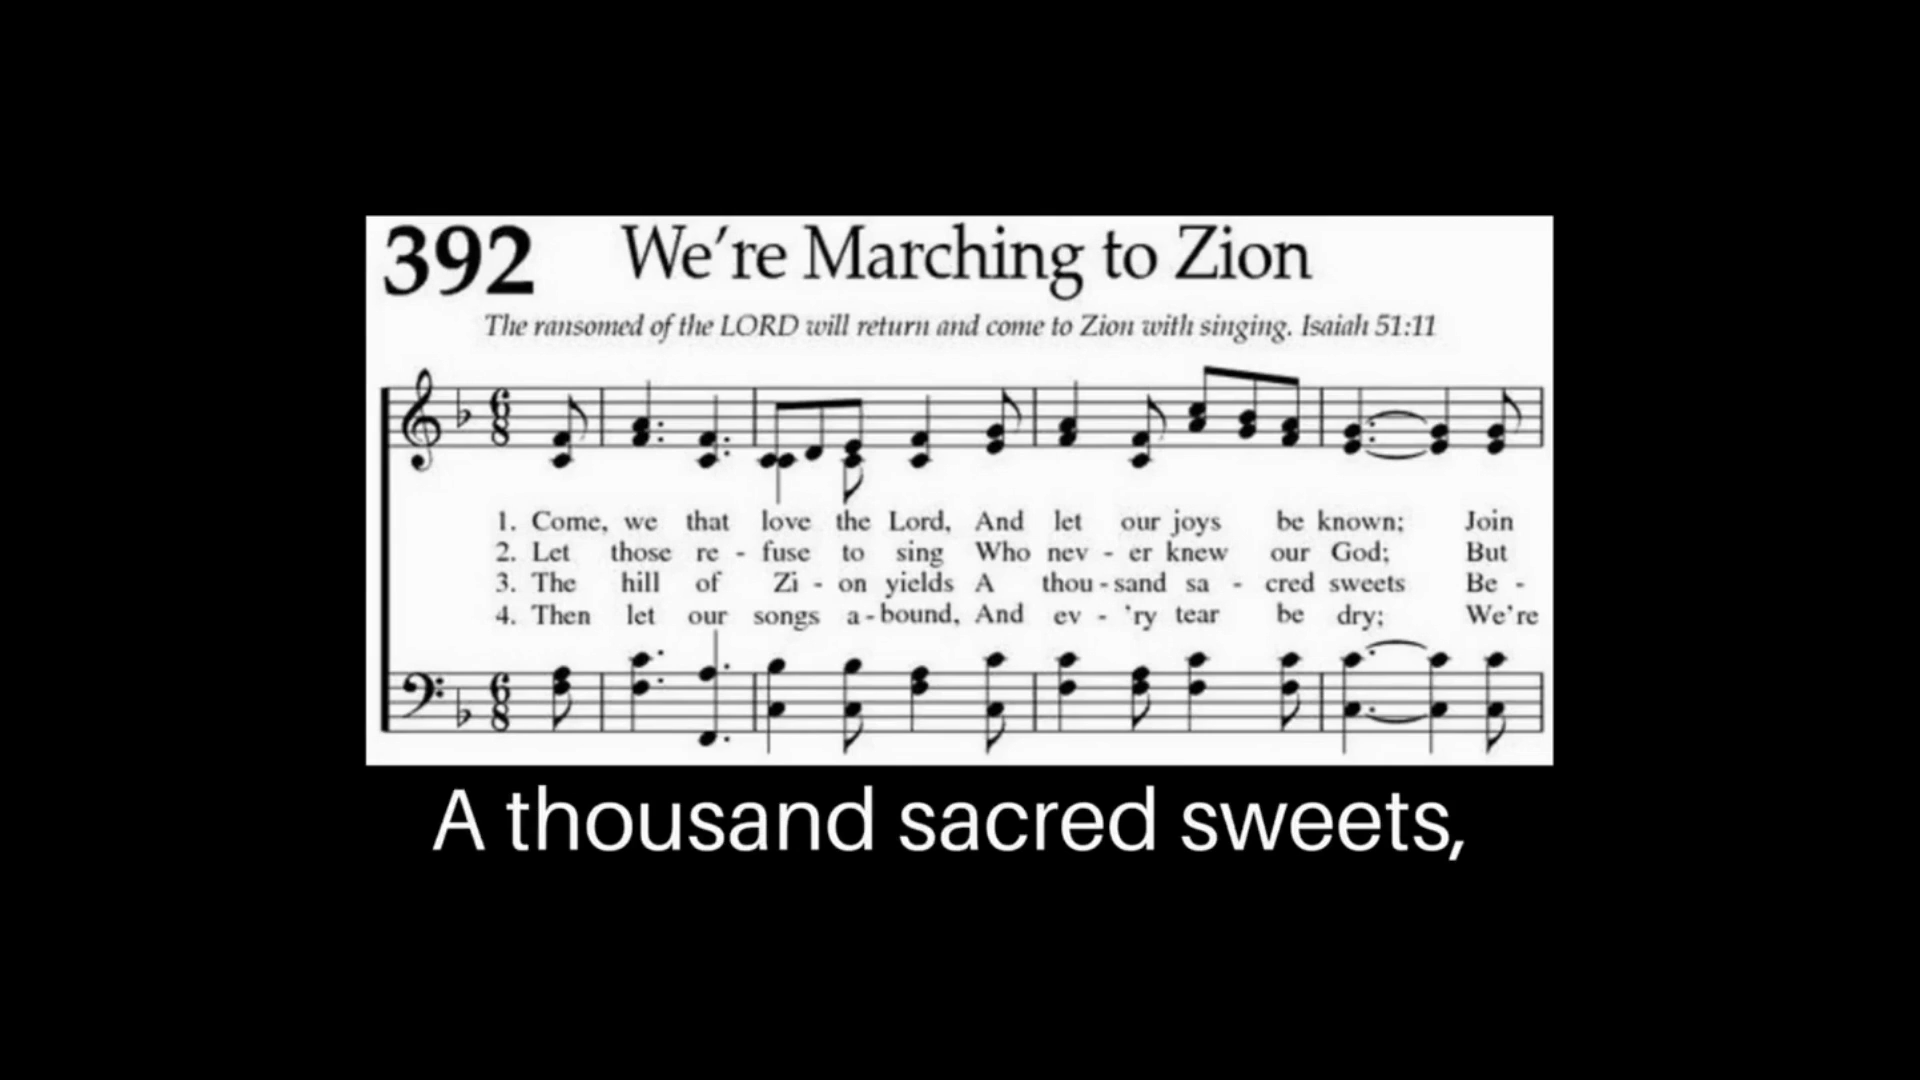 392 We're Marching to Zion
The ransomed of the LORD will return and come to Zion with singing. Isaiah 51:11
6 8
1. Come, we that love the Lord, And let our joys be known; Join
2. Let those re - fuse to sing Who nev - er knew our God; But
3. The hill of Zi - on yields A thou - sand sa - cred sweets Be -
4. Then let our songs a - bound, And ev - 'ry tear be dry; We're
6 8
A thousand sacred sweets,